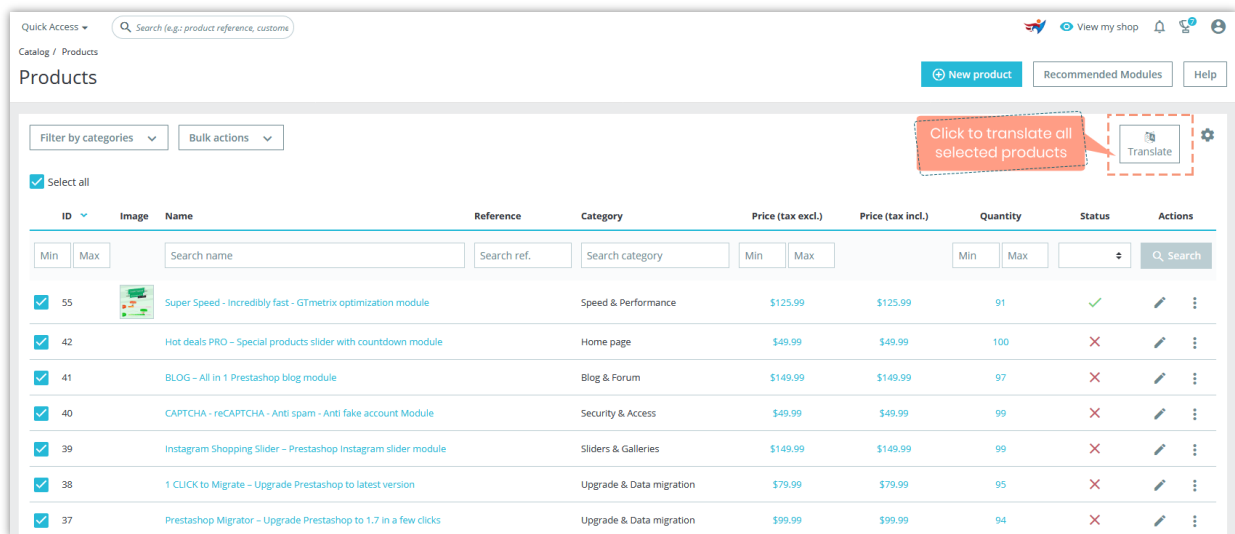 Quick Access
Search (e.g.: product reference, custome
View my shop
7
Catalog / Products
Products
New product
Recommended Modules
Help
Filter by categories
Bulk actions
Click to translate all
selected products
Translate
Select all
ID Image Name Reference Category Price (tax excl.) Price (tax incl.) Quantity Status Actions
Min Max Search name Search ref. Search category Min Max Min Max Search
55 Super Speed - Incredibly fast - GTmetrix optimization module Speed & Performance $125.99 $125.99 91
42 Hot deals PRO – Special products slider with countdown module Home page $49.99 $49.99 100
41 BLOG – All in 1 Prestashop blog module Blog & Forum $149.99 $149.99 97
40 CAPTCHA - reCAPTCHA - Anti spam - Anti fake account Module Security & Access $49.99 $49.99 99
39 Instagram Shopping Slider – Prestashop Instagram slider module Sliders & Galleries $149.99 $149.99 99
38 1 CLICK to Migrate – Upgrade Prestashop to latest version Upgrade & Data migration $79.99 $79.99 95
37 Prestashop Migrator – Upgrade Prestashop to 1.7 in a few clicks Upgrade & Data migration $99.99 $99.99 94